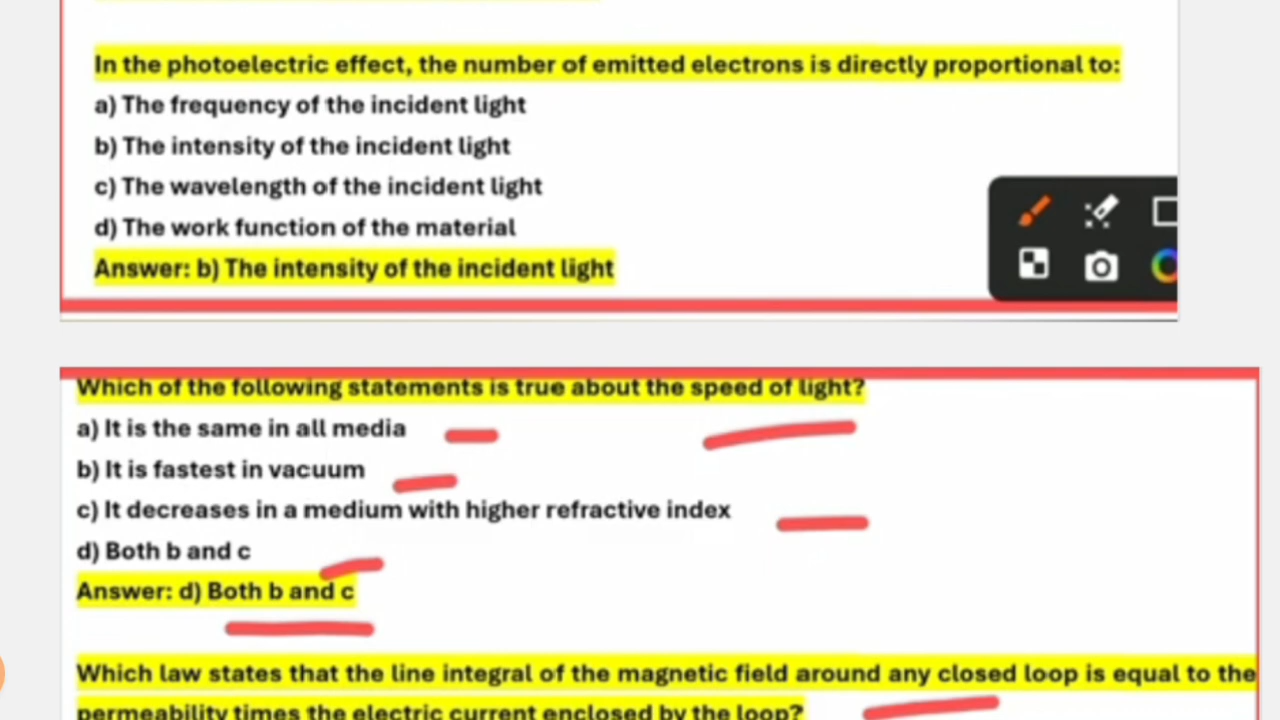 In the photoelectric effect, the number of emitted electrons is directly proportional to:
a) The frequency of the incident light
b) The intensity of the incident light
c) The wavelength of the incident light
d) The work function of the material
Answer: b) The intensity of the incident light
Which of the following statements is true about the speed of light?
a) It is the same in all media
b) It is fastest in vacuum
c) It decreases in a medium with higher refractive index
d) Both b and c
Answer: d) Both b and c
Which law states that the line integral of the magnetic field around any closed loop is equal to the
permeability times the electric current enclosed by the loop?